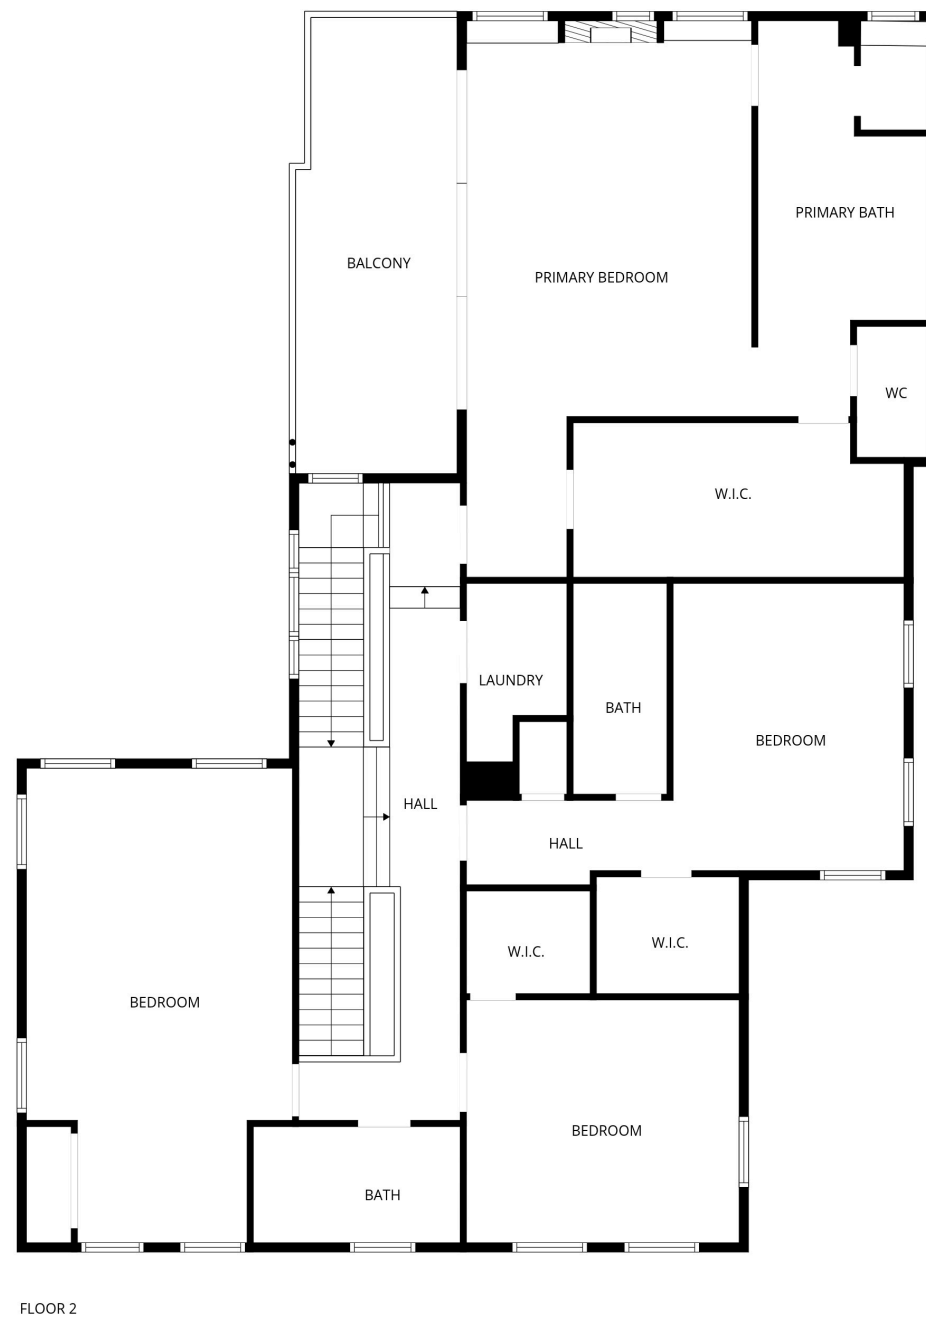 PRIMARY BATH
BALCONY
PRIMARY BEDROOM
WC
W.I.C.
LAUNDRY
BATH
BEDROOM
HALL
HALL
W.I.C.
W.I.C.
BEDROOM
BEDROOM
BATH
FLOOR 2